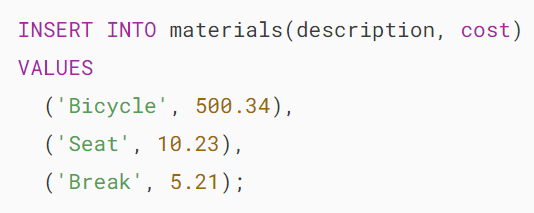 INSERT INTO materials(description, cost)
VALUES
('Bicycle', 500.34),
('Seat', 10.23),
('Break', 5.21);